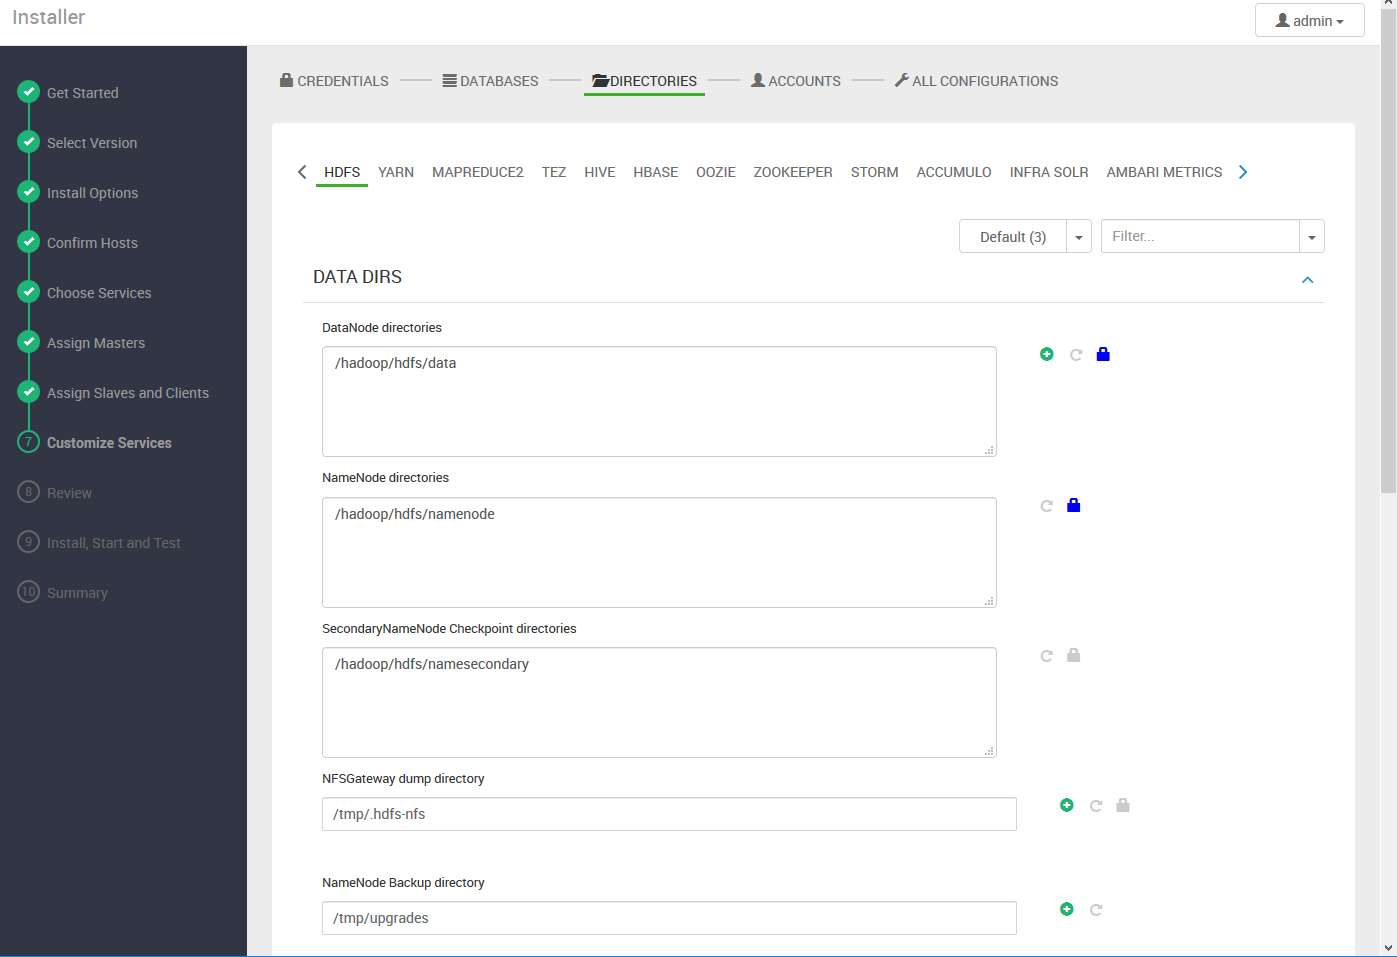 Installer
admin
Get Started
Select Version
Install Options
Confirm Hosts
Choose Services
Assign Masters
Assign Slaves and Clients
7 Customize Services
8 Review
9 Install, Start and Test
10 Summary
CREDENTIALS DATABASES DIRECTORIES ACCOUNTS ALL CONFIGURATIONS
HDFS YARN MAPREDUCE2 TEZ HIVE HBASE OOZIE ZOOKEEPER STORM ACCUMULO INFRA SOLR AMBARI METRICS
Default (3) Filter...
DATA DIRS
DataNode directories
/hadoop/hdfs/data
NameNode directories
/hadoop/hdfs/namenode
SecondaryNameNode Checkpoint directories
/hadoop/hdfs/namesecondary
NFSGateway dump directory
/tmp/.hdfs-nfs
NameNode Backup directory
/tmp/upgrades